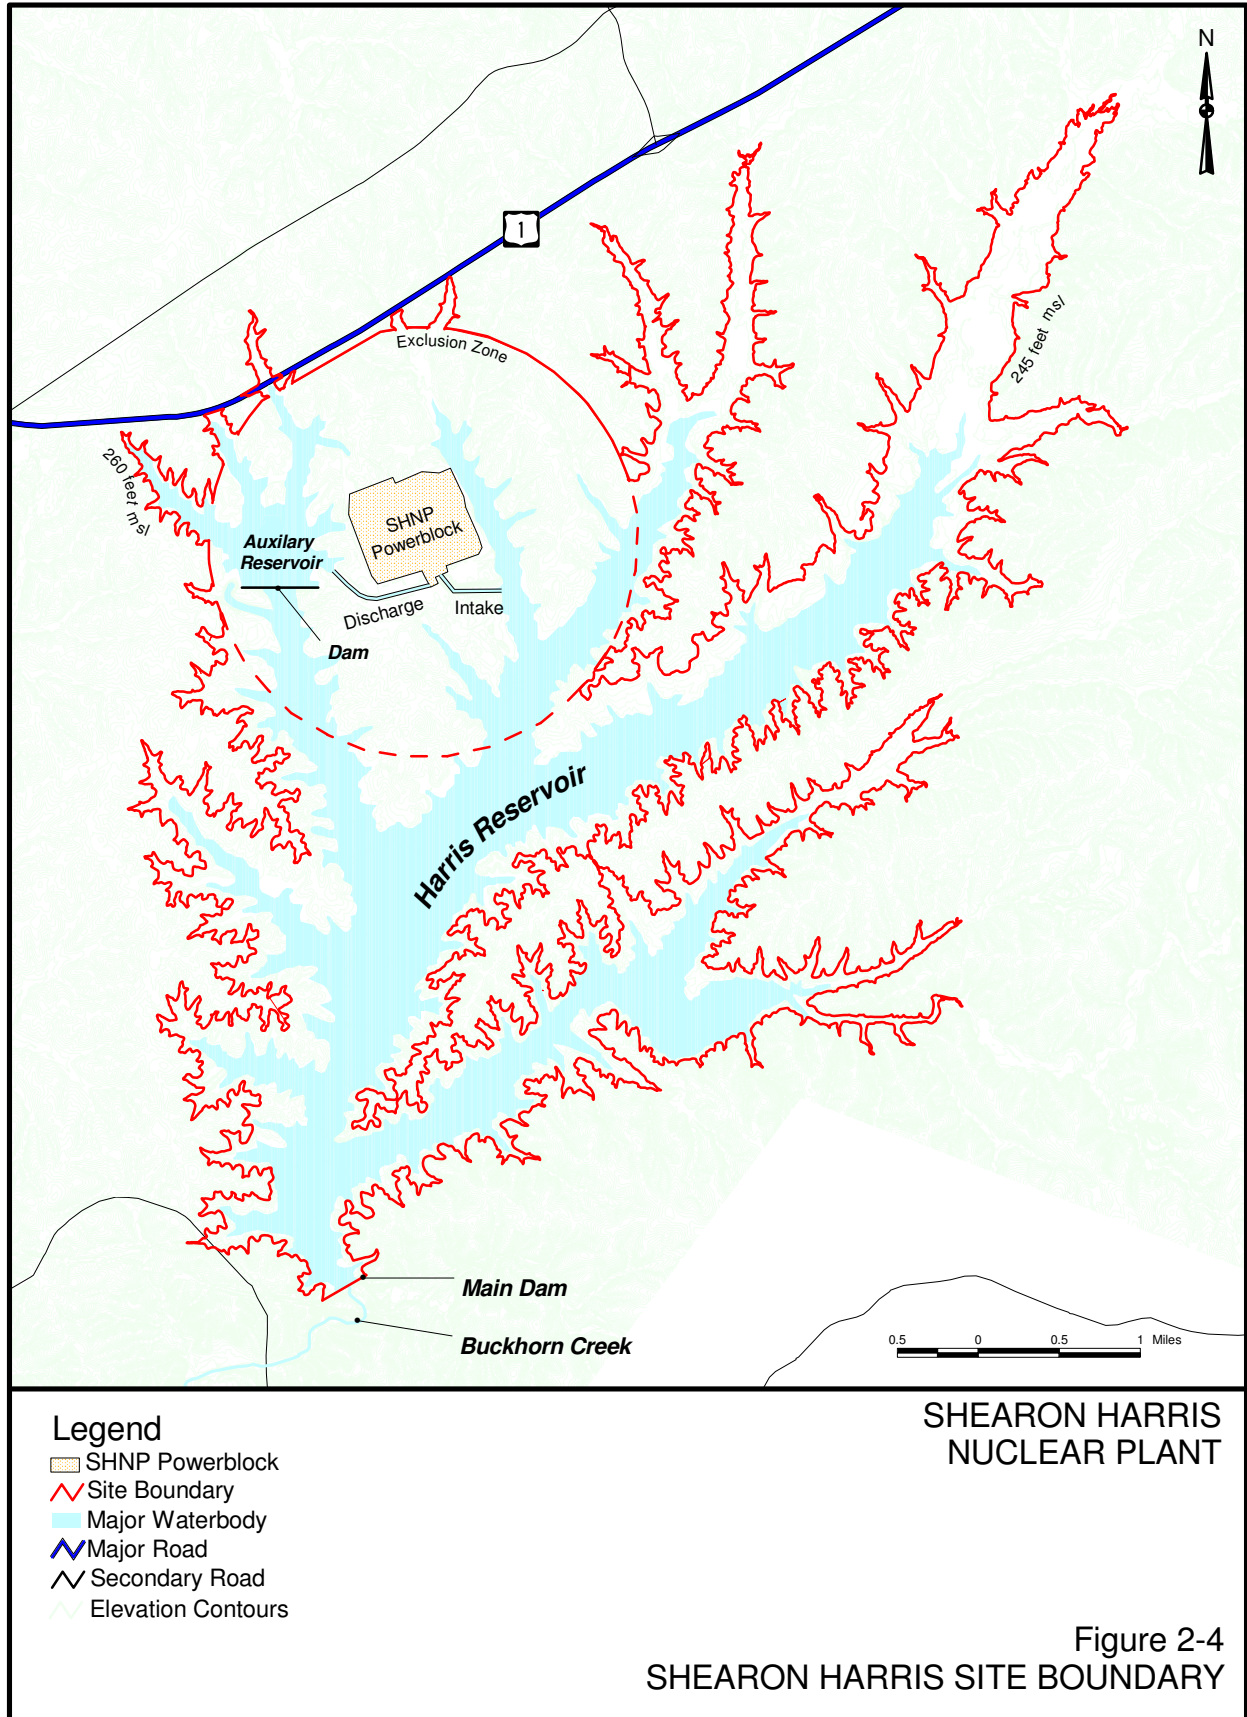 N
1
Exclusion Zone
245 feet msl
260 feet msl
SHNP
Powerblock
Auxilary
Reservoir
Discharge
Intake
Dam
Harris Reservoir
Main Dam
Buckhorn Creek
0.5 0 0.5 1 Miles
Legend
SHNP Powerblock
Site Boundary
Major Waterbody
Major Road
Secondary Road
Elevation Contours
SHEARON HARRIS
NUCLEAR PLANT
Figure 2-4
SHEARON HARRIS SITE BOUNDARY